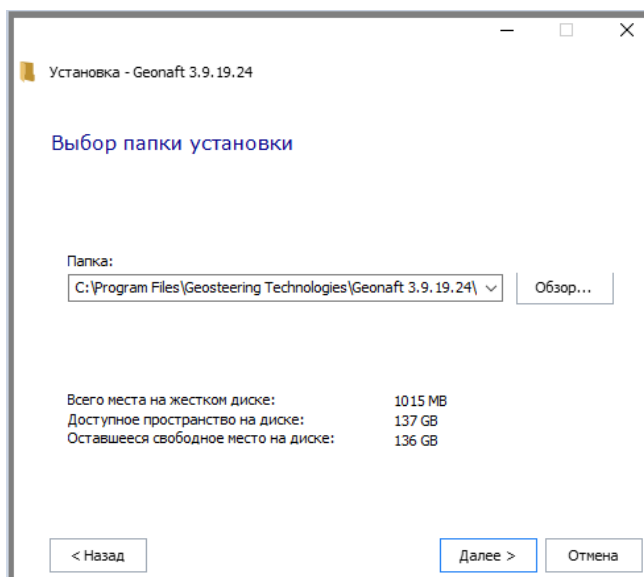 Установка - Geonaft 3.9.19.24
Выбор папки установки
Папка:
C:\Program Files\Geosteering Technologies\Geonaft 3.9.19.24\
Обзор...
Всего места на жестком диске: 1015 MB
Доступное пространство на диске: 137 GB
Оставшееся свободное место на диске: 136 GB
< Назад Далее > Отмена